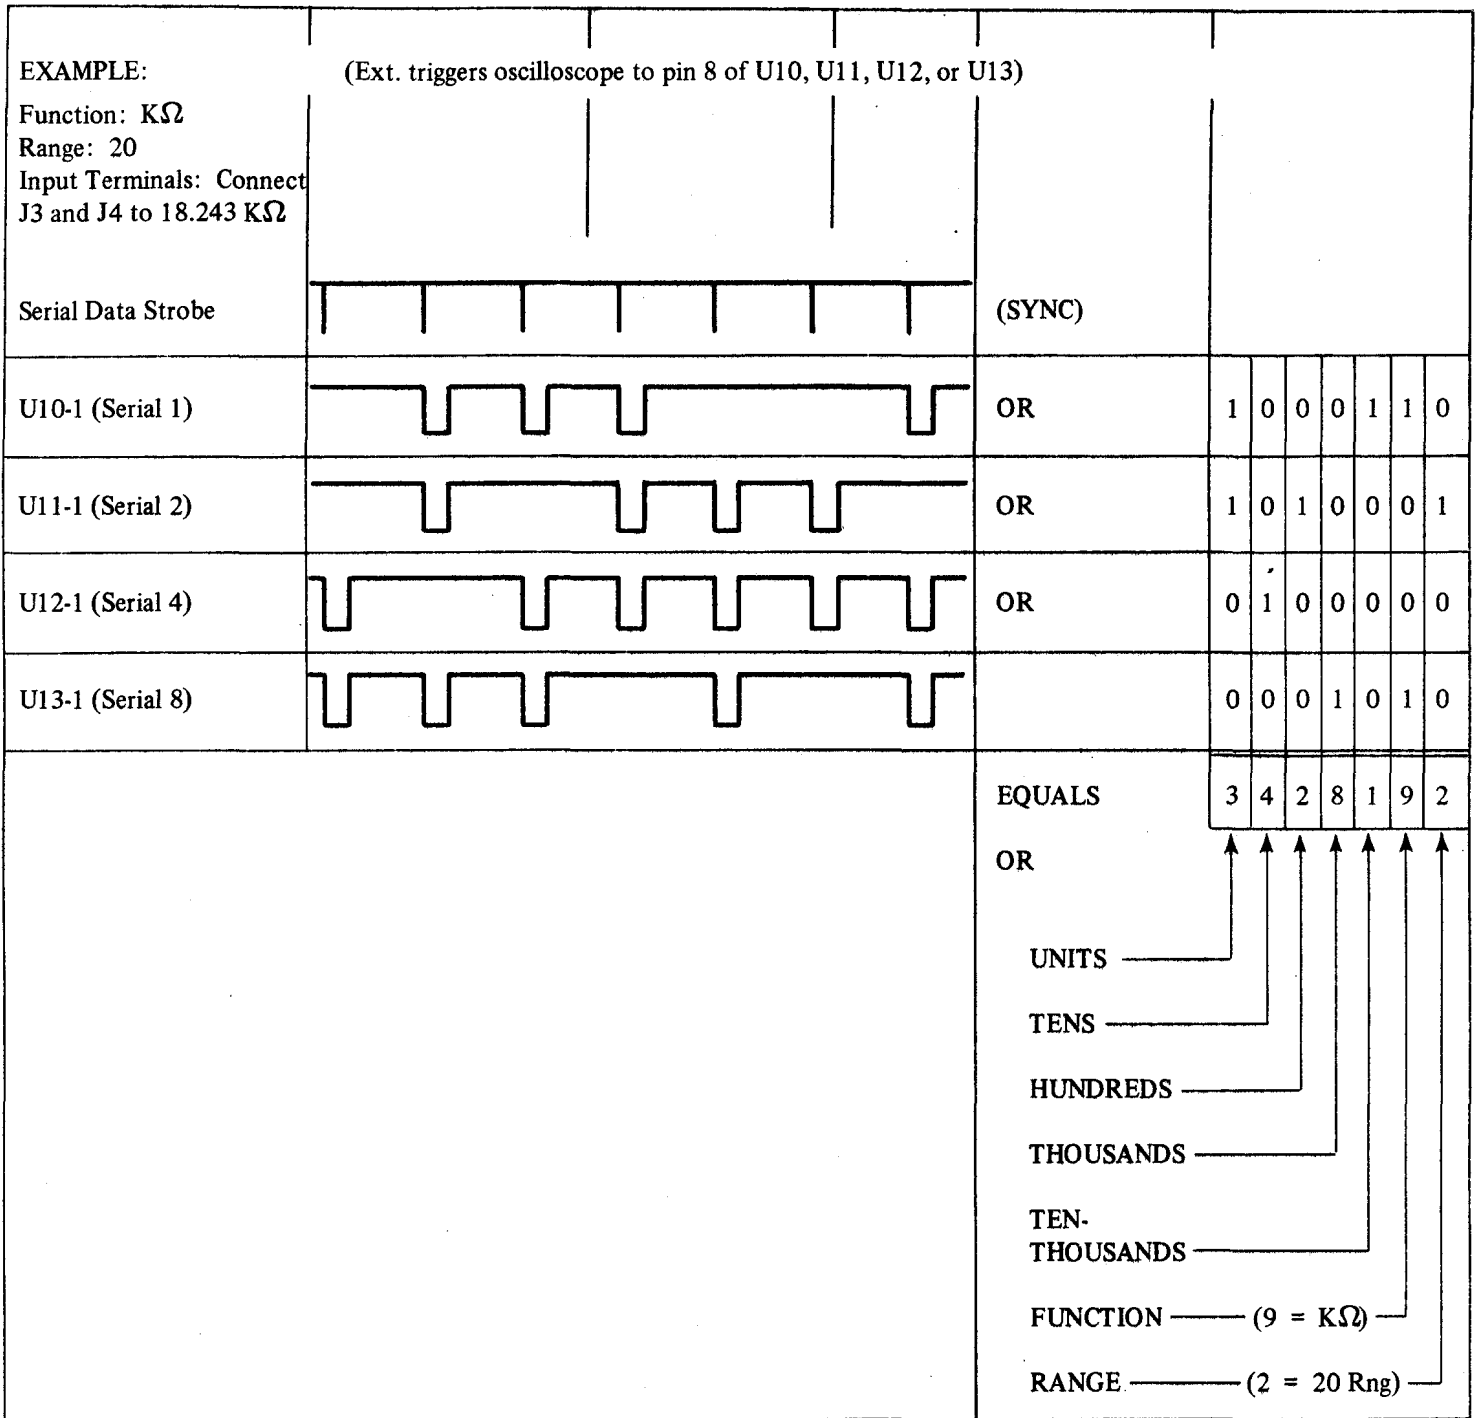 EXAMPLE:
(Ext. triggers oscilloscope to pin 8 of U10, U11, U12, or U13)
Function: KΩ
Range: 20
Input Terminals: Connect
J3 and J4 to 18.243 KΩ
Serial Data Strobe
(SYNC)
U10-1 (Serial 1) OR 1 0 0 0 1 1 0
U11-1 (Serial 2) OR 1 0 1 0 0 0 1
U12-1 (Serial 4) OR 0 1 0 0 0 0 0
U13-1 (Serial 8) 0 0 0 1 0 1 0
EQUALS 3 4 2 8 1 9 2
OR
UNITS
TENS
HUNDREDS
THOUSANDS
TEN-
THOUSANDS
FUNCTION (9 = KΩ)
RANGE (2 = 20 Rng)